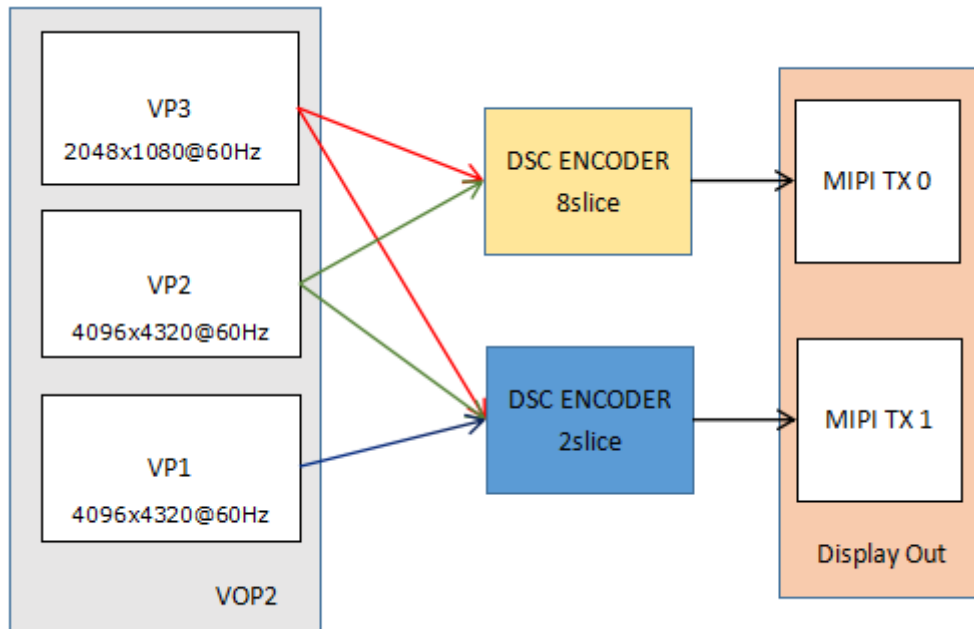 VP3
2048x1080@60Hz
VP2
4096x4320@60Hz
VP1
4096x4320@60Hz
VOP2
DSC ENCODER
8slice
DSC ENCODER
2slice
MIPI TX 0
MIPI TX 1
Display Out